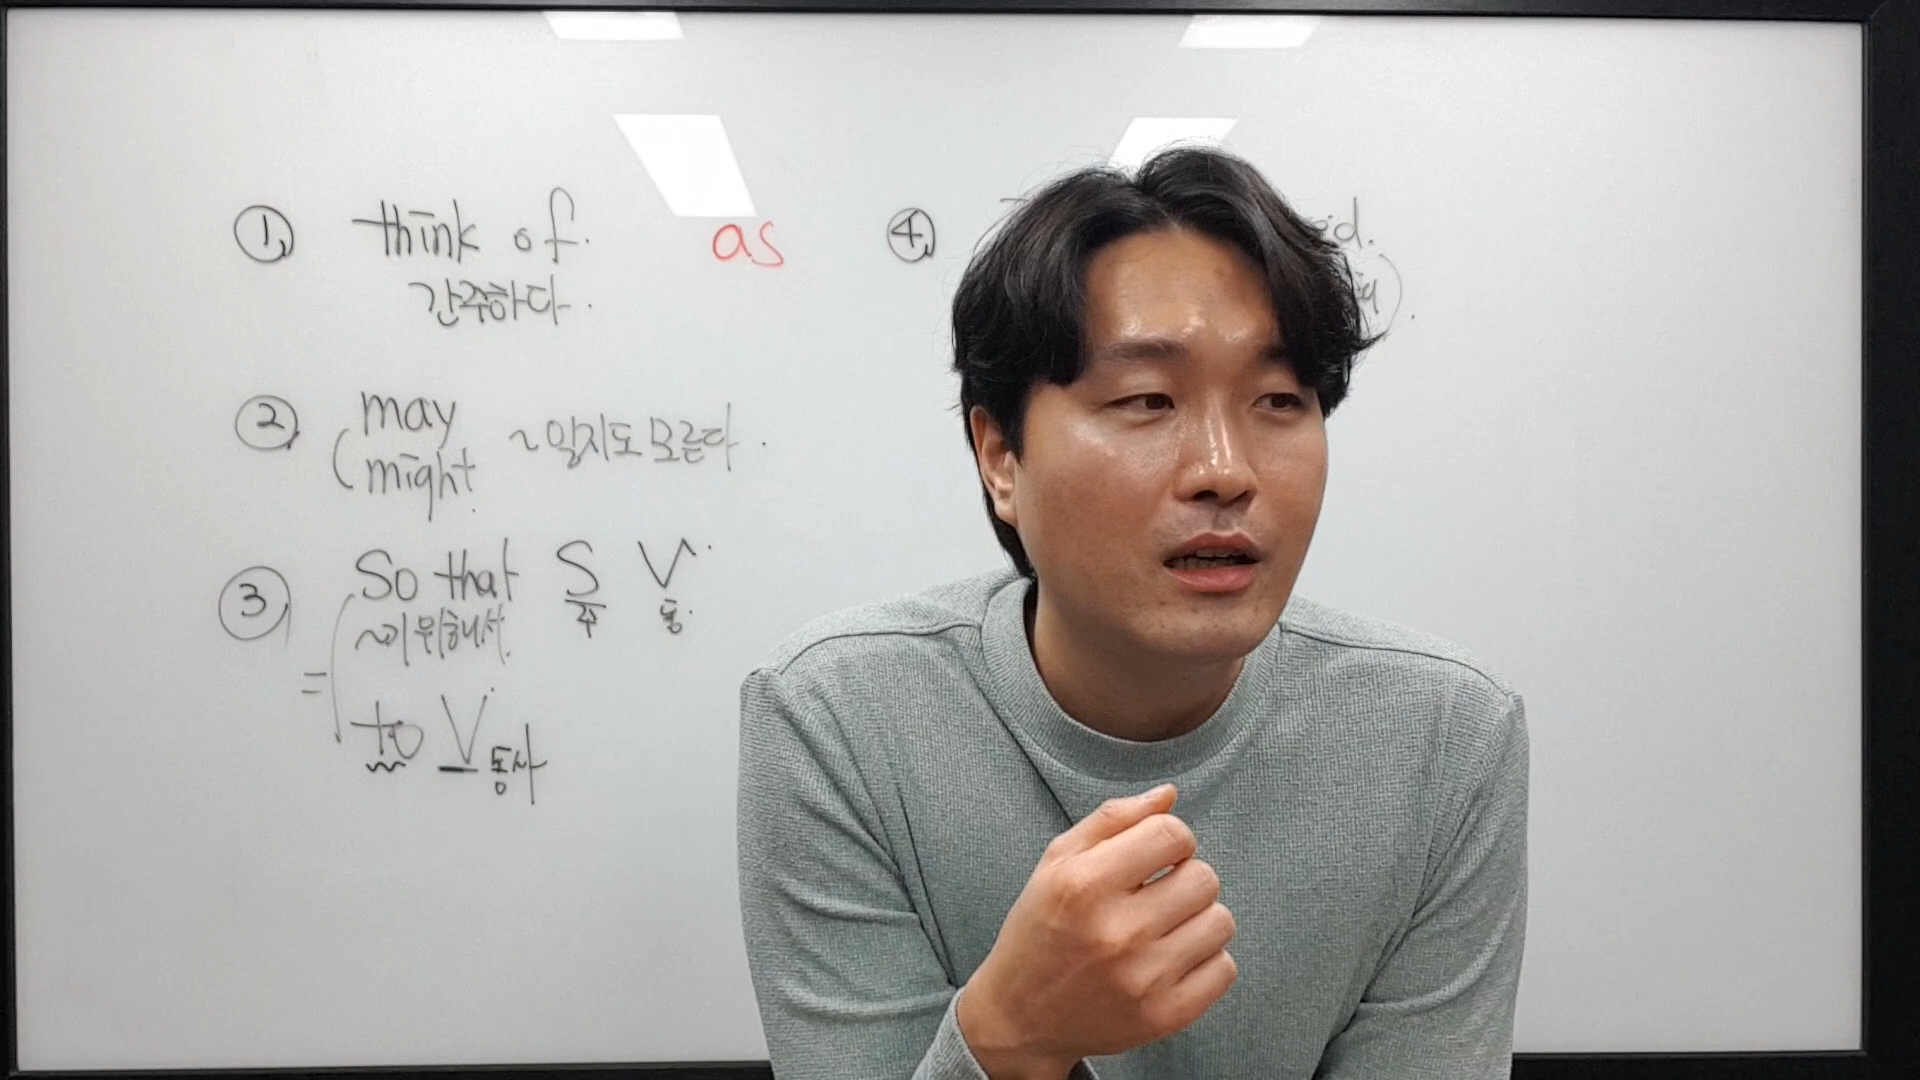 ① think of as
간주하다.
② may
might ~일지도 모른다.
③ So that S V.
주 동.
~기 위해서.
=
to V 동사
④